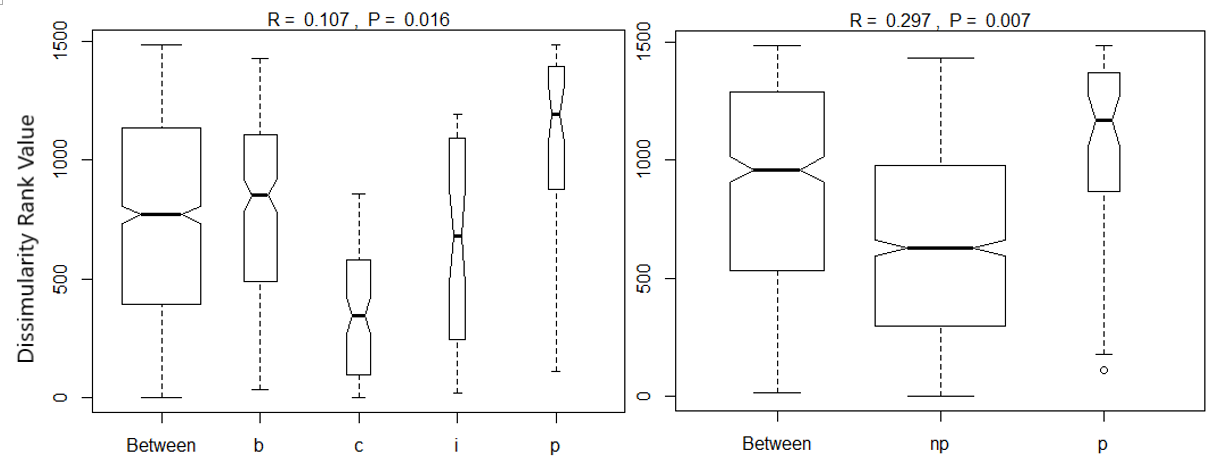 R = 0.107 , P = 0.016
Dissimularity Rank Value
1500
1000
500
0
Between b c i p
R = 0.297 , P = 0.007
1500
1000
500
0
Between np p